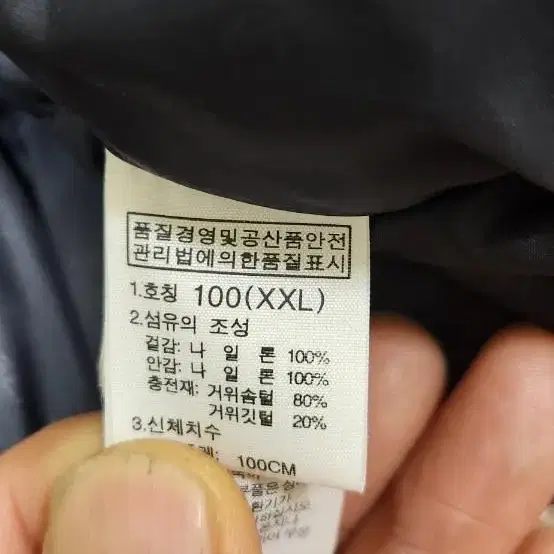 품질경영및공산품안전
관리법에의한품질표시
1.호칭 100(XXL)
2.섬유의 조성
겉감: 나 일 론 100%
안감: 나 일 론 100%
충전재: 거위솜털 80%
거위깃털 20%
3.신체치수
100CM